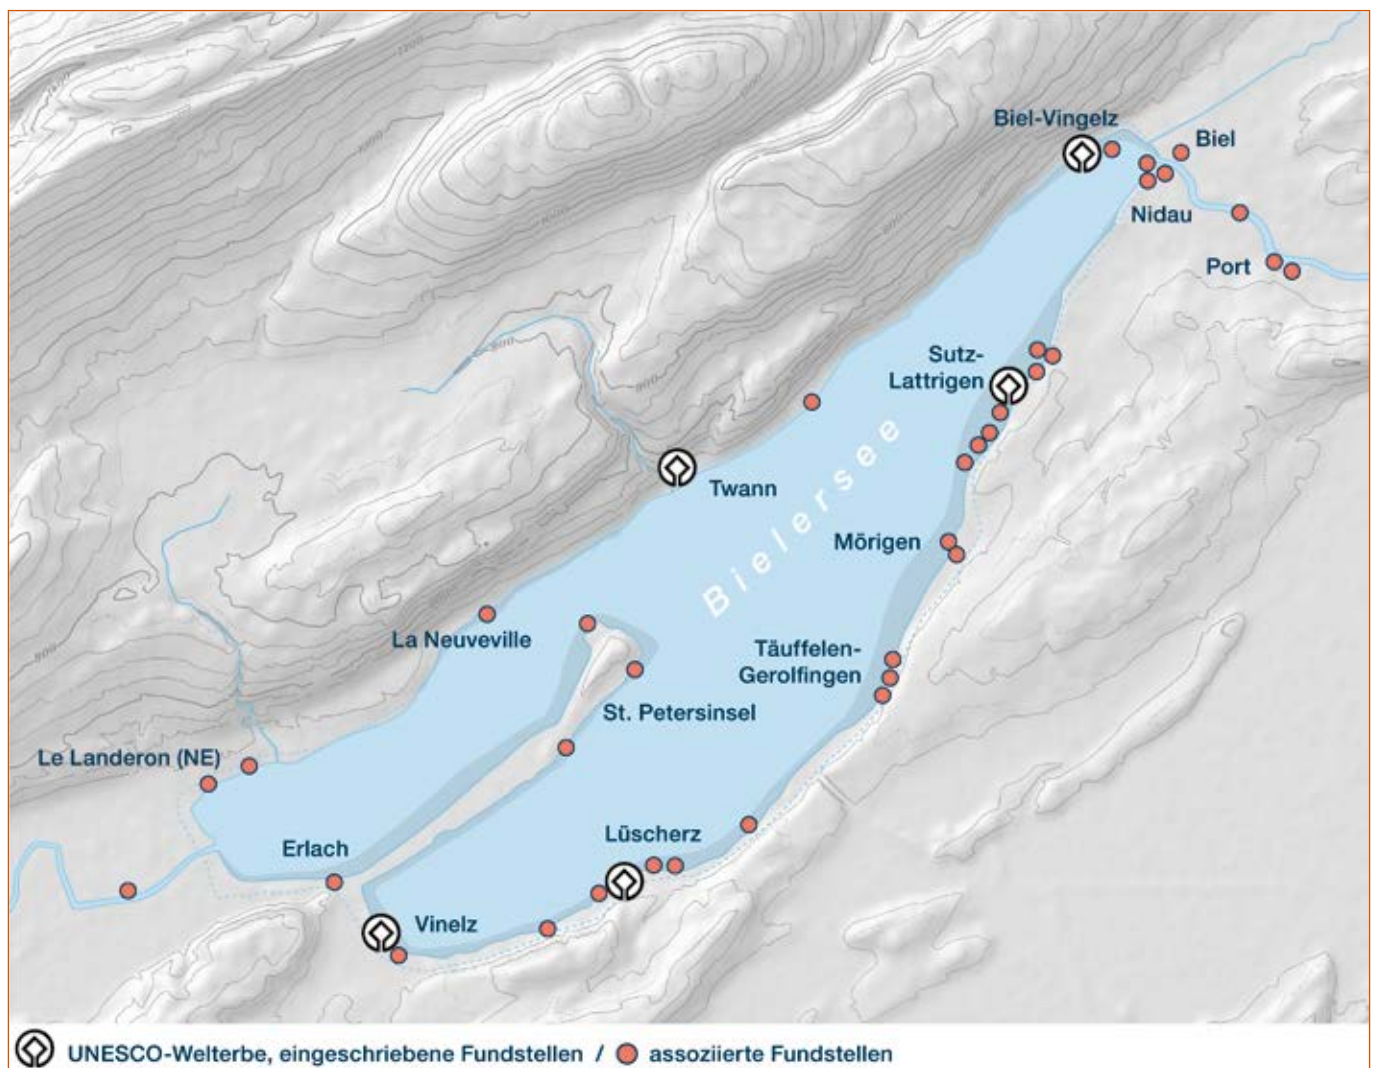 Biel-Vingelz
Biel
Nidau
Port
Sutz-
Lattrigen
Twann
Bielersee
Mörigen
La Neuveville
Täuffelen-
Gerolfingen
St. Petersinsel
Le Landeron (NE)
Lüscherz
Erlach
Vinelz
UNESCO-Welterbe, eingeschriebene Fundstellen / assoziierte Fundstellen